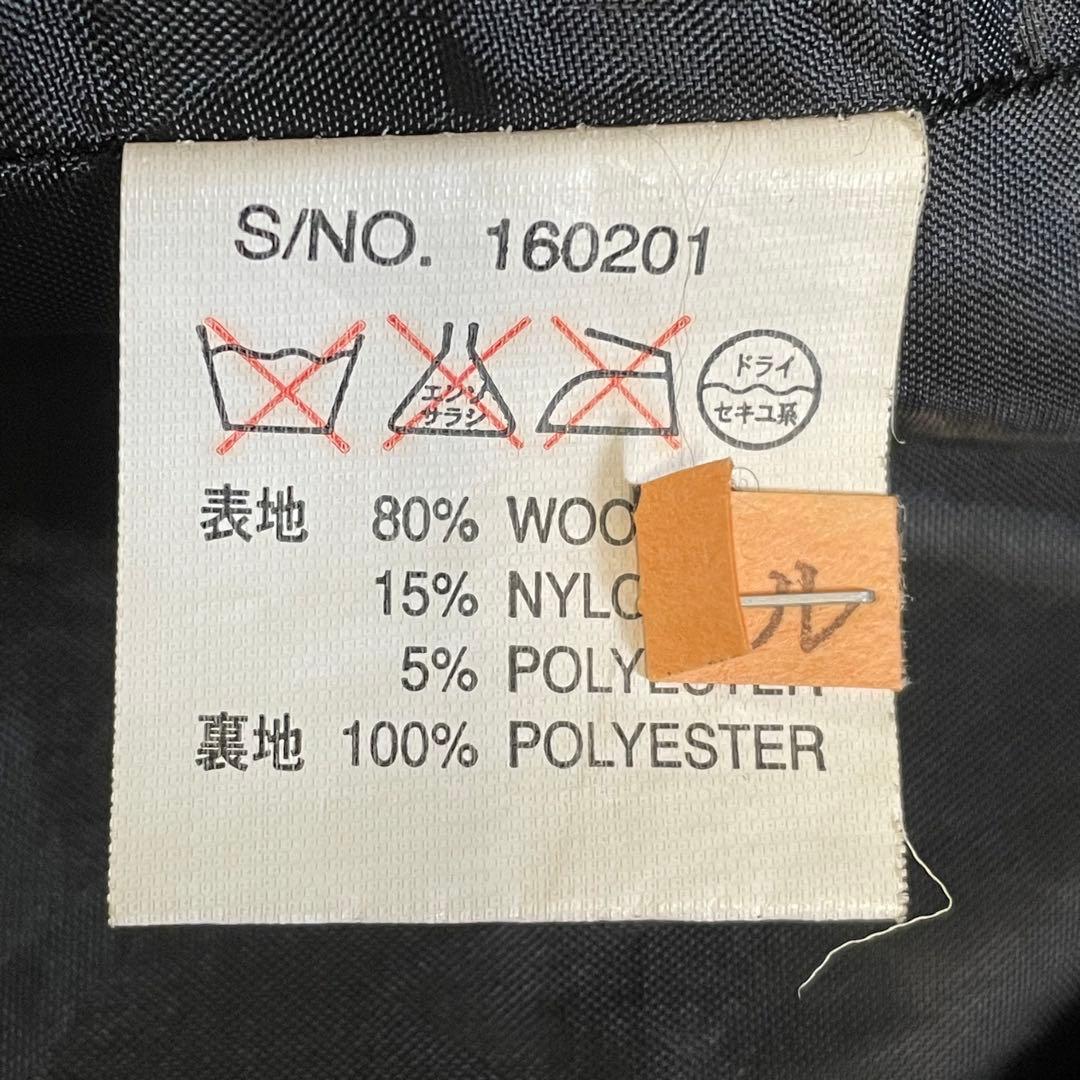 S/NO. 160201
エンソ
サラシ
ドライ
セキユ系
表地 80% WOO
15% NYLO
5% POLYESTER
ル
裏地 100% POLYESTER